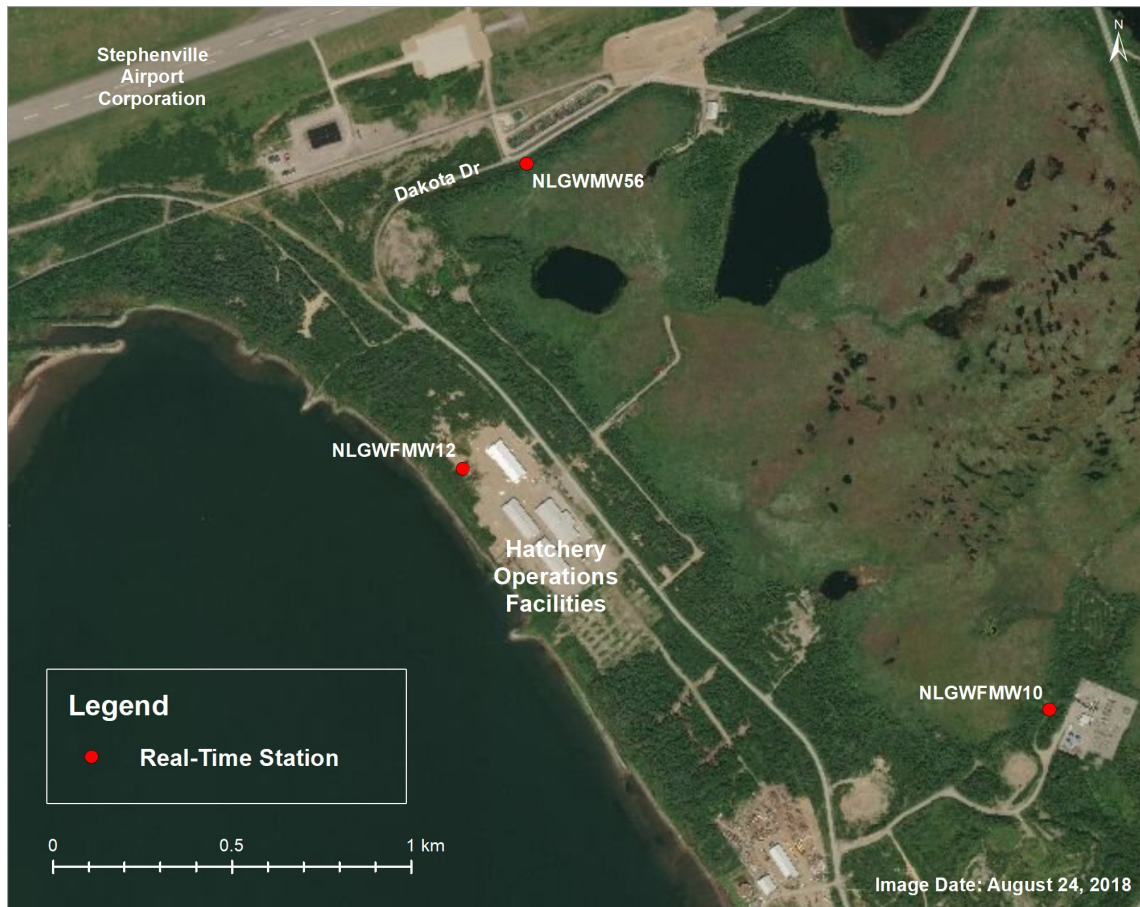 Stephenville
Airport
Corporation
N
Dakota Dr
NLGWMW56
NLGWFMW12
Hatchery
Operations
Facilities
NLGWFMW10
Legend
Real-Time Station
0 0.5 1 km
Image Date: August 24, 2018